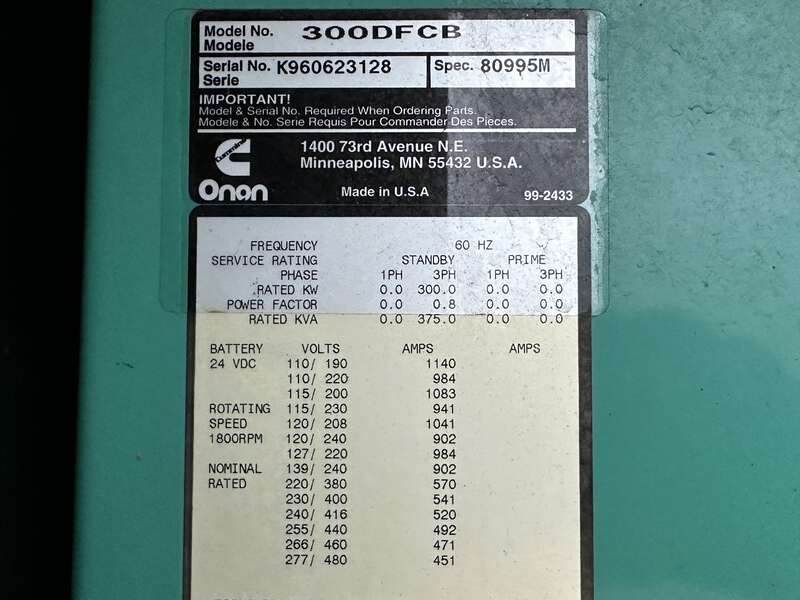 Model No. 300DFCB
Modele
Serial No. K960623128 Spec. 80995M
Serie
IMPORTANT!
Model & Serial No. Required When Ordering Parts.
Modele & No. Serie Requis Pour Commander Des Pieces.
1400 73rd Avenue N.E.
Minneapolis, MN 55432 U.S.A.
Onan Made in U.S.A 99-2433
FREQUENCY 60 HZ
SERVICE RATING STANDBY PRIME
PHASE 1PH 3PH 1PH 3PH
RATED KW 0.0 300.0 0.0 0.0
POWER FACTOR 0.0 0.8 0.0 0.0
RATED KVA 0.0 375.0 0.0 0.0
BATTERY VOLTS AMPS AMPS
24 VDC 110/ 190 1140
110/ 220 984
115/ 200 1083
ROTATING 115/ 230 941
SPEED 120/ 208 1041
1800RPM 120/ 240 902
127/ 220 984
NOMINAL 139/ 240 902
RATED 220/ 380 570
230/ 400 541
240/ 416 520
255/ 440 492
266/ 460 471
277/ 480 451